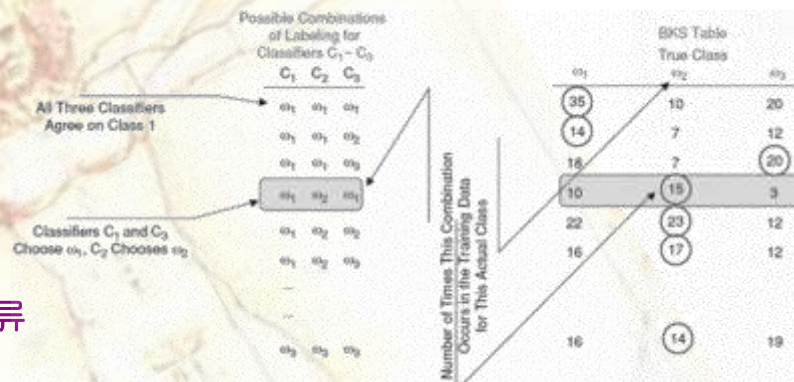 Possible Combinations
of Labeling for
Classifiers C₁ – C₃
C₁ C₂ C₃
ω₁ ω₁ ω₁
ω₁ ω₁ ω₂
ω₁ ω₁ ω₃
ω₁ ω₂ ω₁
ω₁ ω₂ ω₂
ω₁ ω₂ ω₃
...
...
ω₃ ω₃ ω₃
All Three Classifiers
Agree on Class 1
Classifiers C₁ and C₃
Choose ω₁, C₂ Chooses ω₂
Number of Times This Combination
Occurs in the Training Data
for This Actual Class
BKS Table
True Class
ω₁ ω₂ ω₃
35 10 20
14 7 12
16 7 20
10 15 3
22 23 12
16 17 12
16 14 19